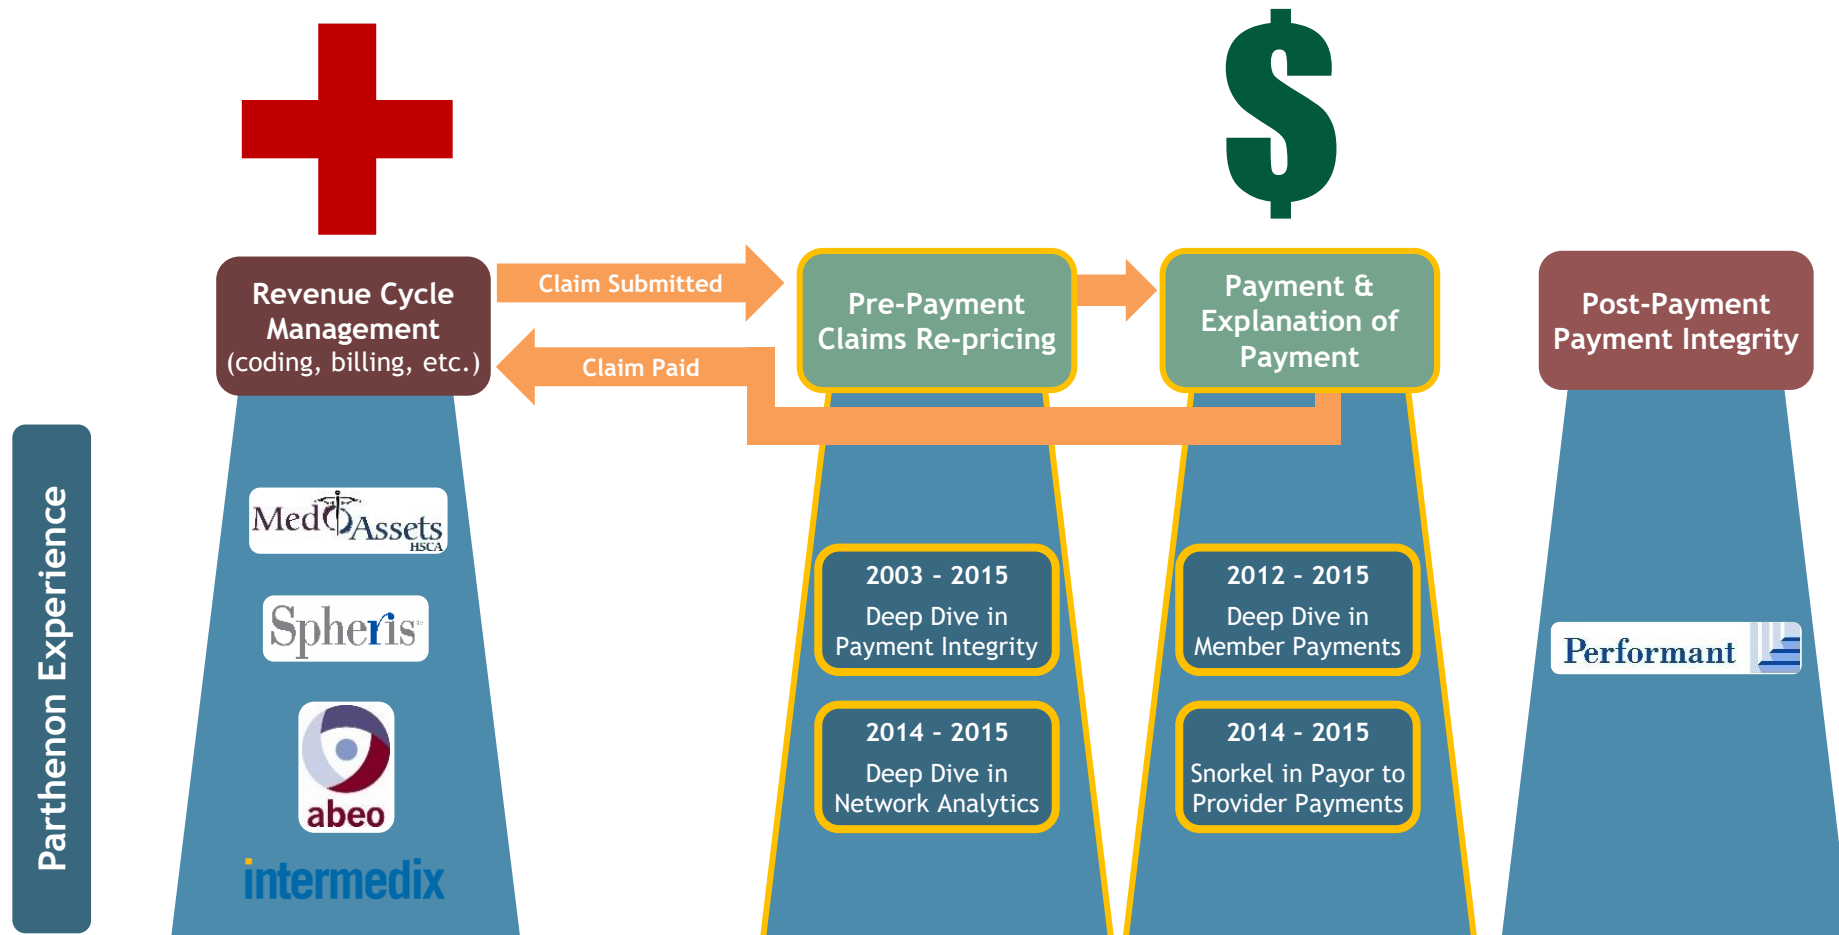 $
Revenue Cycle
Management
(coding, billing, etc.)
Claim Submitted
Claim Paid
Pre-Payment
Claims Re-pricing
Payment &
Explanation of
Payment
Post-Payment
Payment Integrity
Parthenon Experience
MedAssets
HSCA
Spheris
abeo
intermedix
2003 – 2015
Deep Dive in
Payment Integrity
2014 – 2015
Deep Dive in
Network Analytics
2012 – 2015
Deep Dive in
Member Payments
2014 – 2015
Snorkel in Payor to
Provider Payments
Performant